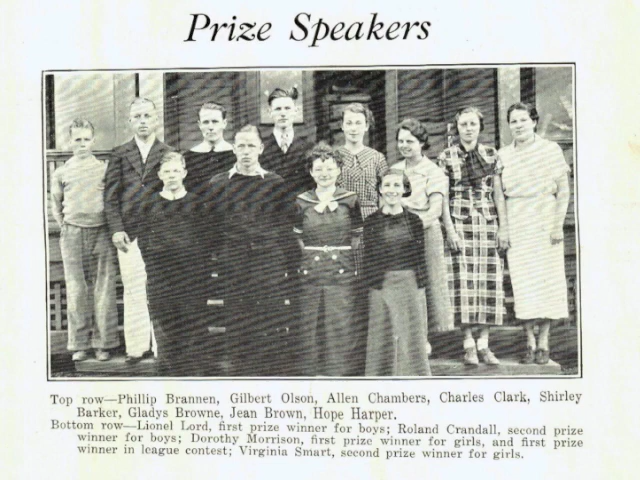 Prize Speakers
Top row—Phillip Brannen, Gilbert Olson, Allen Chambers, Charles Clark, Shirley
Barker, Gladys Browne, Jean Brown, Hope Harper.
Bottom row—Lionel Lord, first prize winner for boys; Roland Crandall, second prize
winner for boys; Dorothy Morrison, first prize winner for girls, and first prize
winner in league contest; Virginia Smart, second prize winner for girls.